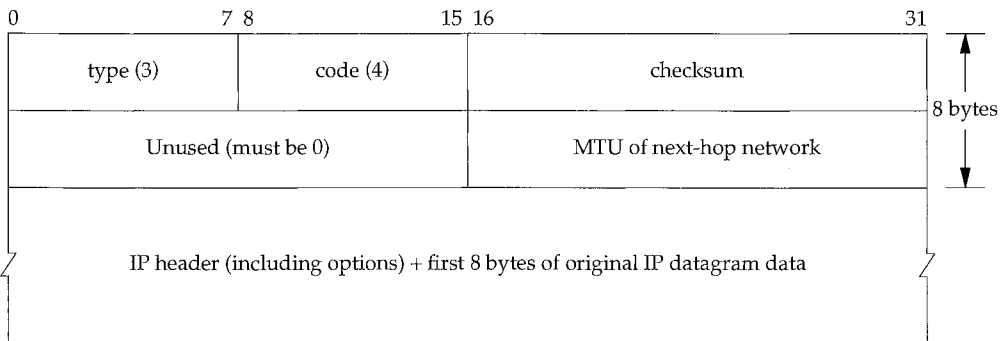 0 7 8 15 16 31
type (3) code (4) checksum
8 bytes
Unused (must be 0) MTU of next-hop network
IP header (including options) + first 8 bytes of original IP datagram data